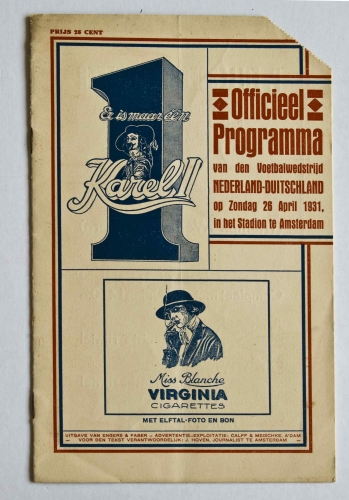 PRIJS 25 CENT
Er is maar één
Karel I
Officieel
Programma
van den Voetbalwedstrijd
NEDERLAND-DUITSCHLAND
op Zondag 26 April 1931,
in het Stadion te Amsterdam
Miss Blanche
VIRGINIA
CIGARETTES
MET ELFTAL-FOTO EN BON
UITGAVE VAN ENGERS & FABER - ADVERTENTIE-EXPLOITATIE: CALFF & MEISCHKE, A'DAM
VOOR DEN TEKST VERANTWOORDELIJK: J. HOVEN, JOURNALIST TE AMSTERDAM